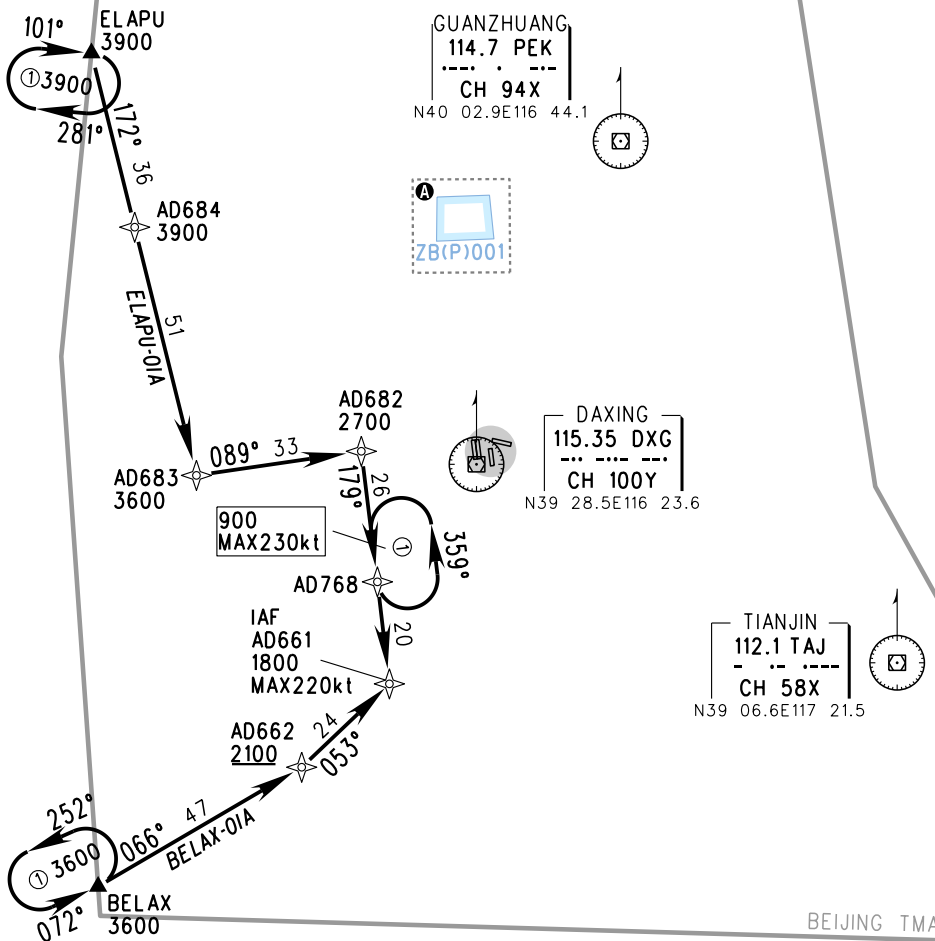 101°
ELAPU
3900
① 3900
281°
172°
36
AD684
3900
ELAPU-01A
51
GUANZHUANG
114.7 PEK
·--· · -·-
CH 94X
N40 02.9E116 44.1
A
ZB(P)001
AD682
2700
089° 33
AD683
3600
179°
26
DAXING
115.35 DXG
-·· -··- --·
CH 100Y
N39 28.5E116 23.6
900
MAX230kt
①
359°
AD768
20
IAF
AD661
1800
MAX220kt
TIANJIN
112.1 TAJ
- ·- ·---
CH 58X
N39 06.6E117 21.5
AD662
2100
24
053°
252°
① 3600
072°
066°
47
BELAX-01A
BELAX
3600
BEIJING TMA